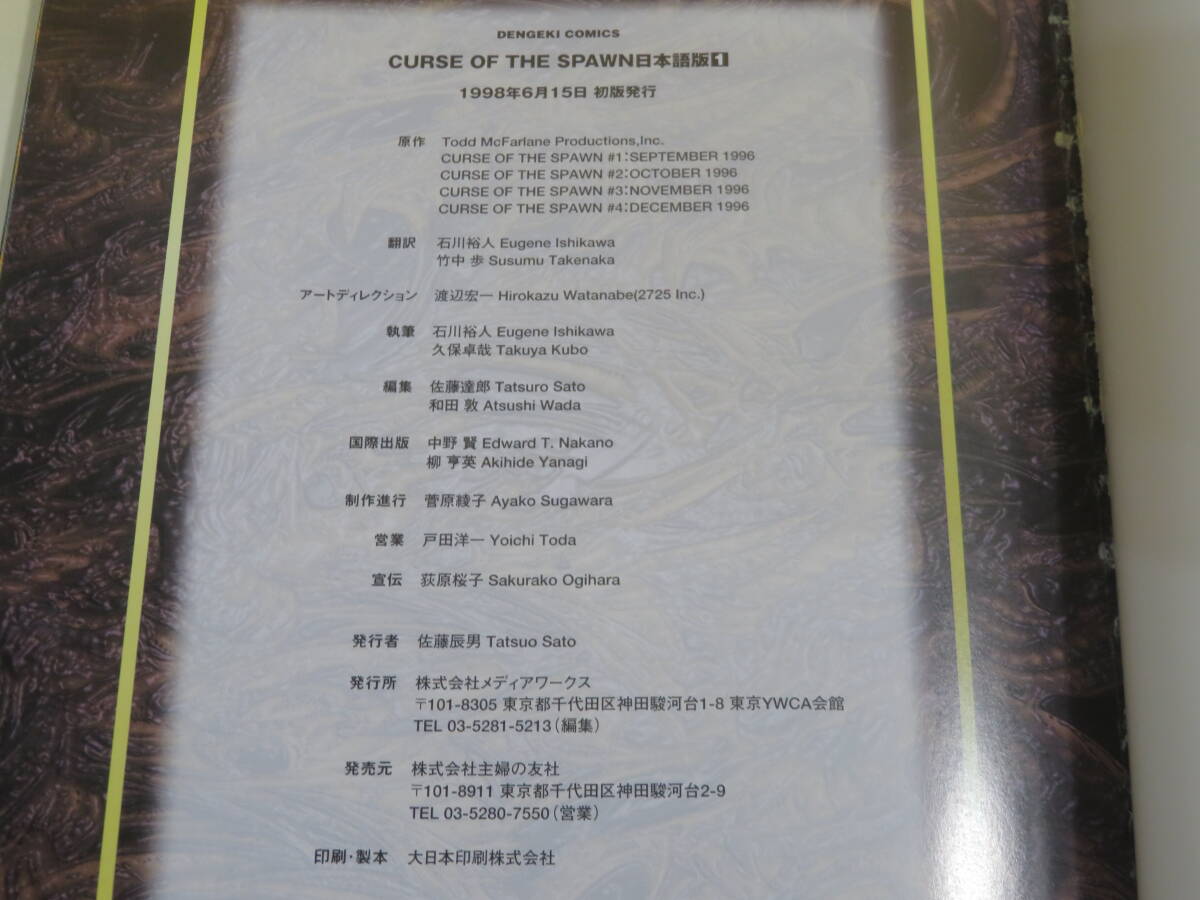 DENGEKI COMICS
CURSE OF THE SPAWN日本語版1
1998年6月15日 初版発行
原作 Todd McFarlane Productions,Inc.
CURSE OF THE SPAWN #1:SEPTEMBER 1996
CURSE OF THE SPAWN #2:OCTOBER 1996
CURSE OF THE SPAWN #3:NOVEMBER 1996
CURSE OF THE SPAWN #4:DECEMBER 1996
翻訳 石川裕人 Eugene Ishikawa
竹中 歩 Susumu Takenaka
アートディレクション 渡辺宏一 Hirokazu Watanabe(2725 Inc.)
執筆 石川裕人 Eugene Ishikawa
久保卓哉 Takuya Kubo
編集 佐藤達郎 Tatsuro Sato
和田 敦 Atsushi Wada
国際出版 中野 賢 Edward T. Nakano
柳 亨英 Akihide Yanagi
制作進行 菅原綾子 Ayako Sugawara
営業 戸田洋一 Yoichi Toda
宣伝 荻原桜子 Sakurako Ogihara
発行者 佐藤辰男 Tatsuo Sato
発行所 株式会社メディアワークス
〒101-8305 東京都千代田区神田駿河台1-8 東京YWCA会館
TEL 03-5281-5213(編集)
発売元 株式会社主婦の友社
〒101-8911 東京都千代田区神田駿河台2-9
TEL 03-5280-7550(営業)
印刷・製本 大日本印刷株式会社